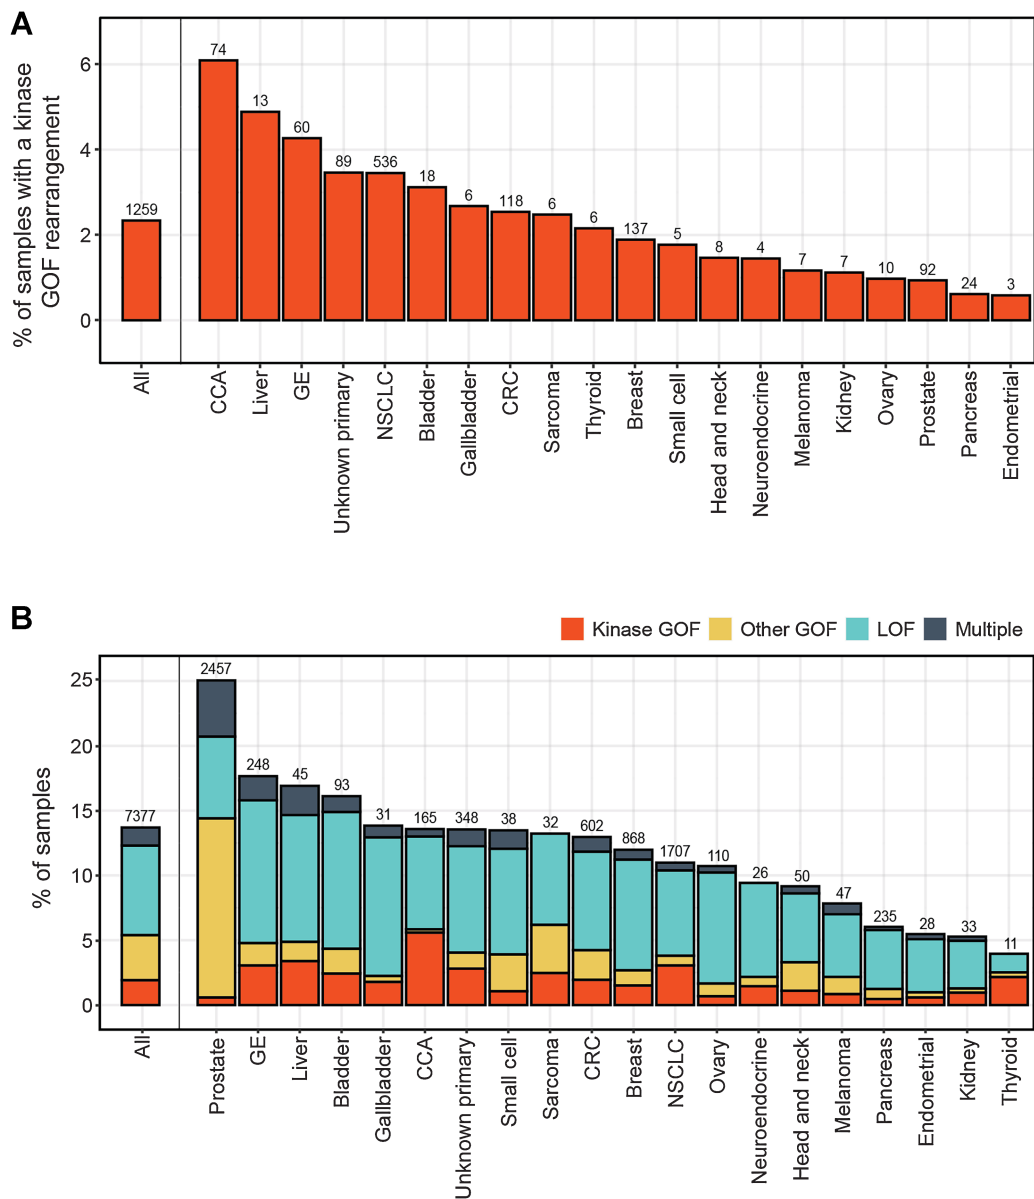 A
% of samples with a kinase
GOF rearrangement
6
4
2
0
1259
74
13
60
89
536
18
6
118
6
6
137
5
8
4
7
7
10
92
24
3
All
CCA
Liver
GE
Unknown primary
NSCLC
Bladder
Gallbladder
CRC
Sarcoma
Thyroid
Breast
Small cell
Head and neck
Neuroendocrine
Melanoma
Kidney
Ovary
Prostate
Pancreas
Endometrial
B
Kinase GOF
Other GOF
LOF
Multiple
% of samples
25
20
15
10
5
0
7377
2457
248
45
93
31
165
348
38
32
602
868
1707
110
26
50
47
235
28
33
11
All
Prostate
GE
Liver
Bladder
Gallbladder
CCA
Unknown primary
Small cell
Sarcoma
CRC
Breast
NSCLC
Ovary
Neuroendocrine
Head and neck
Melanoma
Pancreas
Endometrial
Kidney
Thyroid